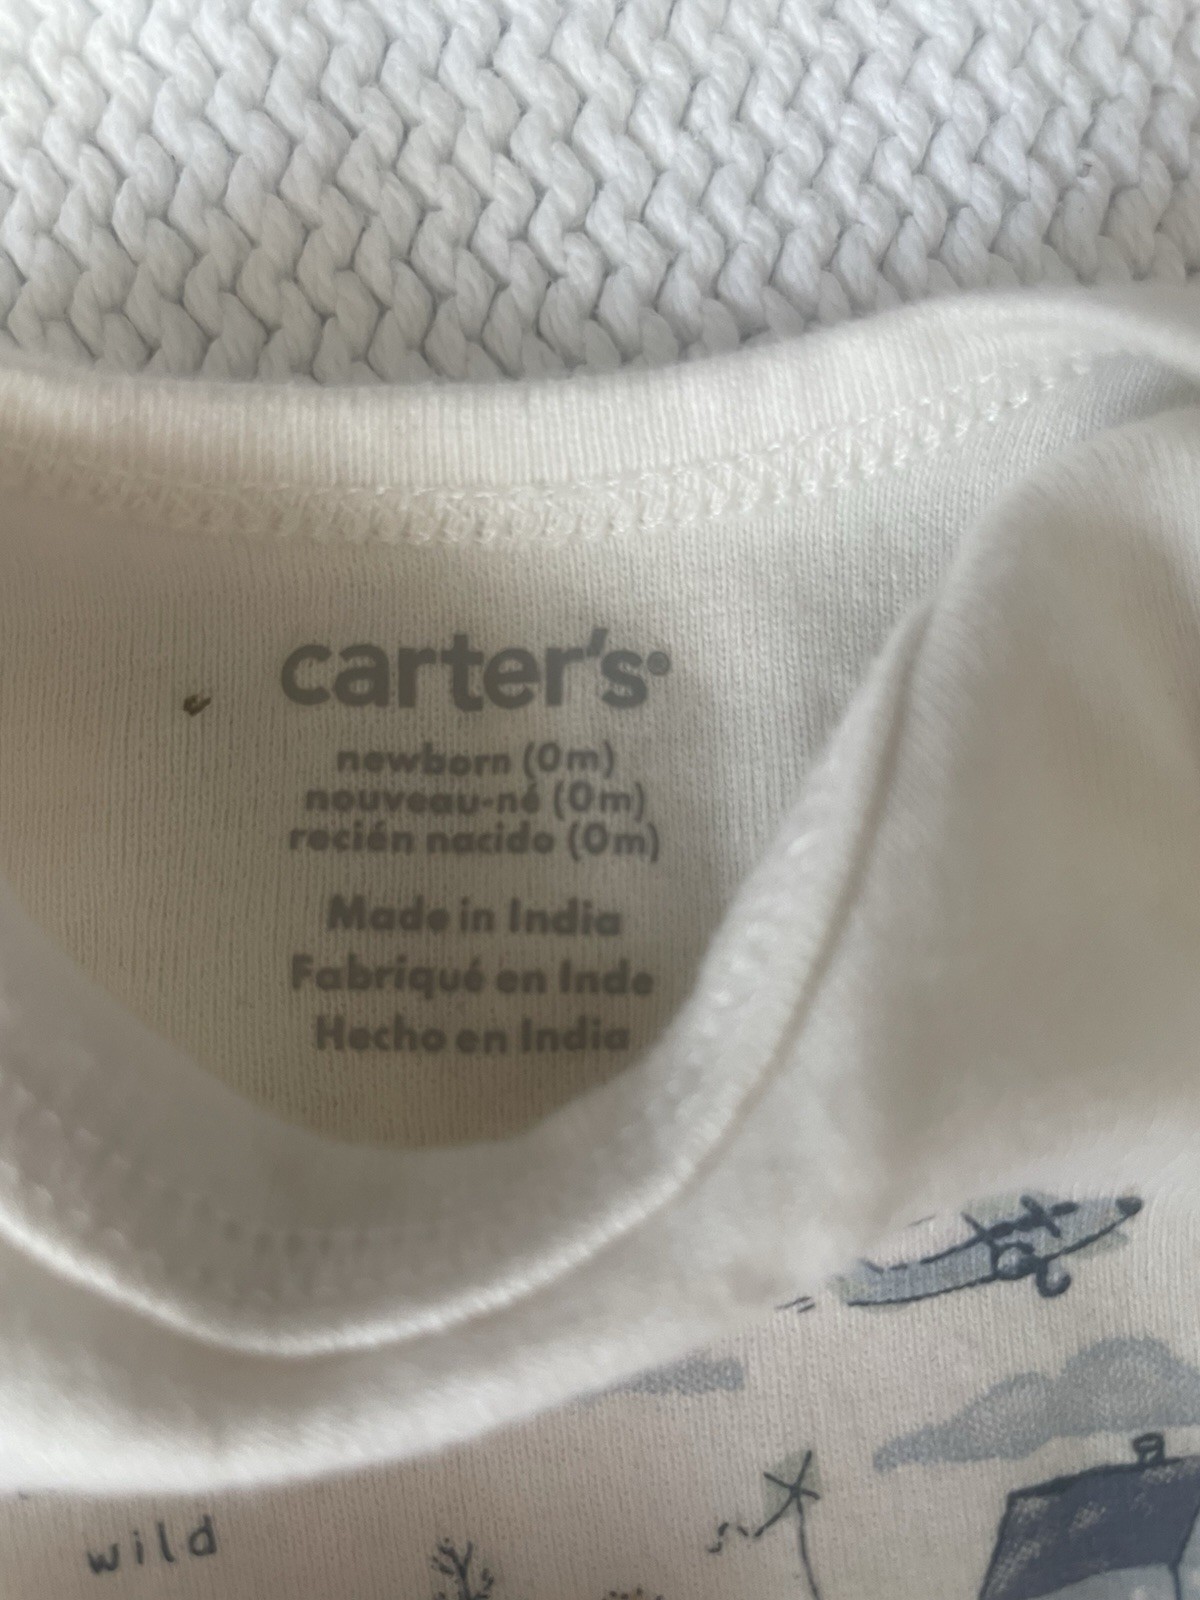 carter's®
newborn (0m)
nouveau-né (0m)
recién nacido (0m)
Made in India
Fabriqué en Inde
Hecho en India
wild